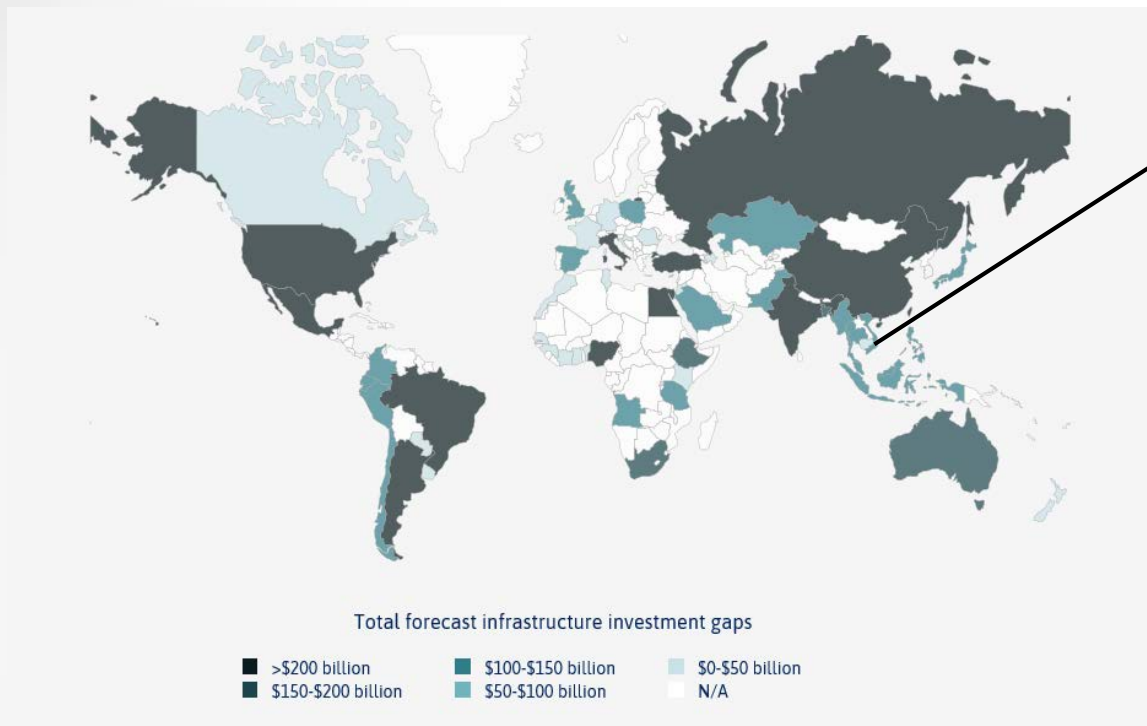 Total forecast infrastructure investment gaps
>$200 billion
$150-$200 billion
$100-$150 billion
$50-$100 billion
$0-$50 billion
N/A